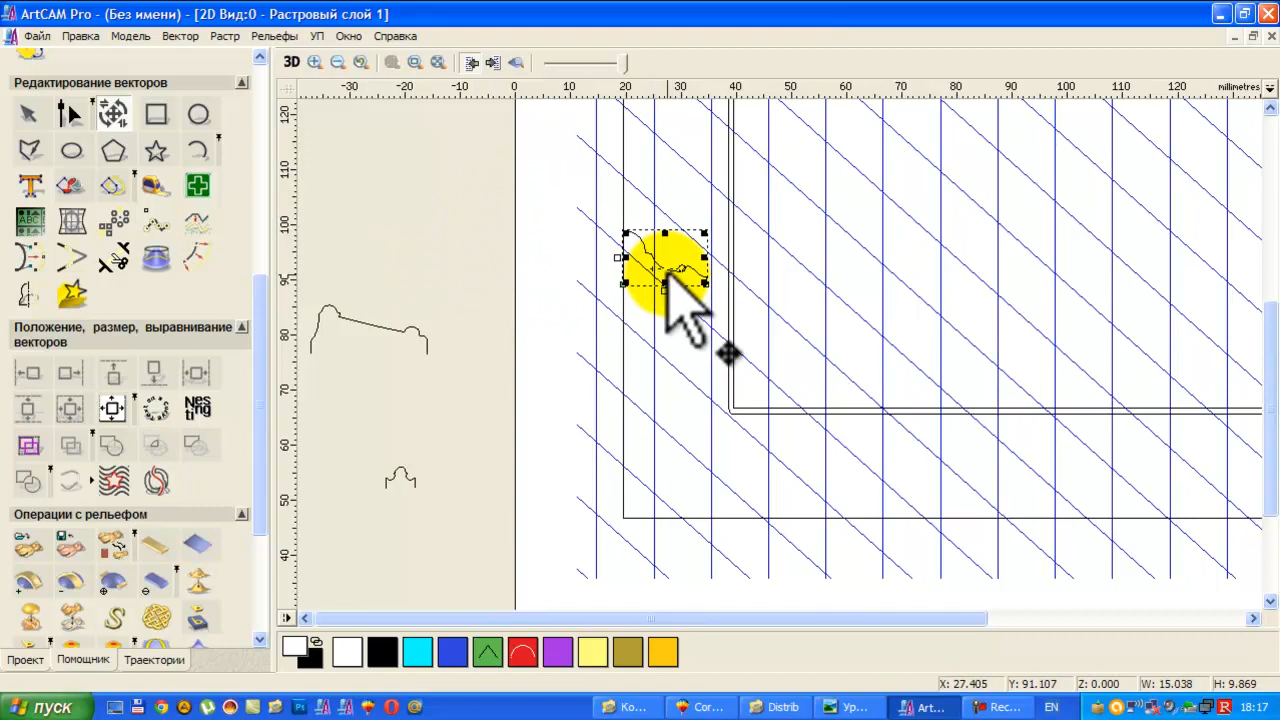 ArtCAM Pro - (Без имени) - [2D Вид:0 - Растровый слой 1]
Файл Правка Модель Вектор Растр Рельефы УП Окно Справка
3D
Редактирование векторов
-30 -20 -10 0 10 20 30 40 50 60 70 80 90 100 110 120
millimetres
120
110
100
90
80
70
60
50
40
ABC
Положение, размер, выравнивание векторов
Nes
ti
Операции с рельефом
Проект Помощник Траектории
X: 27.405 Y: 91.107 Z: 0.000 W: 15.038 H: 9.869
пуск Ко... Cor... Distrib Ур... Art... Rec... EN 18:17